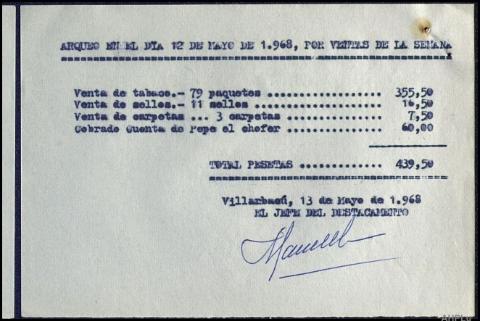 ARQUEO EN EL DIA 12 DE MAYO DE 1.968, POR VENTAS DE LA SEMANA
Venta de tabaco.- 79 paquetes ................ 355,50
Venta de sellos.- 11 sellos .................. 16,50
Venta de carpetas ... 3 carpetas ............. 7,50
Cobrado Cuenta de Pepe el chofer ............. 60,00
TOTAL PESETAS ............ 439,50
Villarbacú, 13 de Mayo de 1.968
EL JEFE DEL DESTACAMENTO